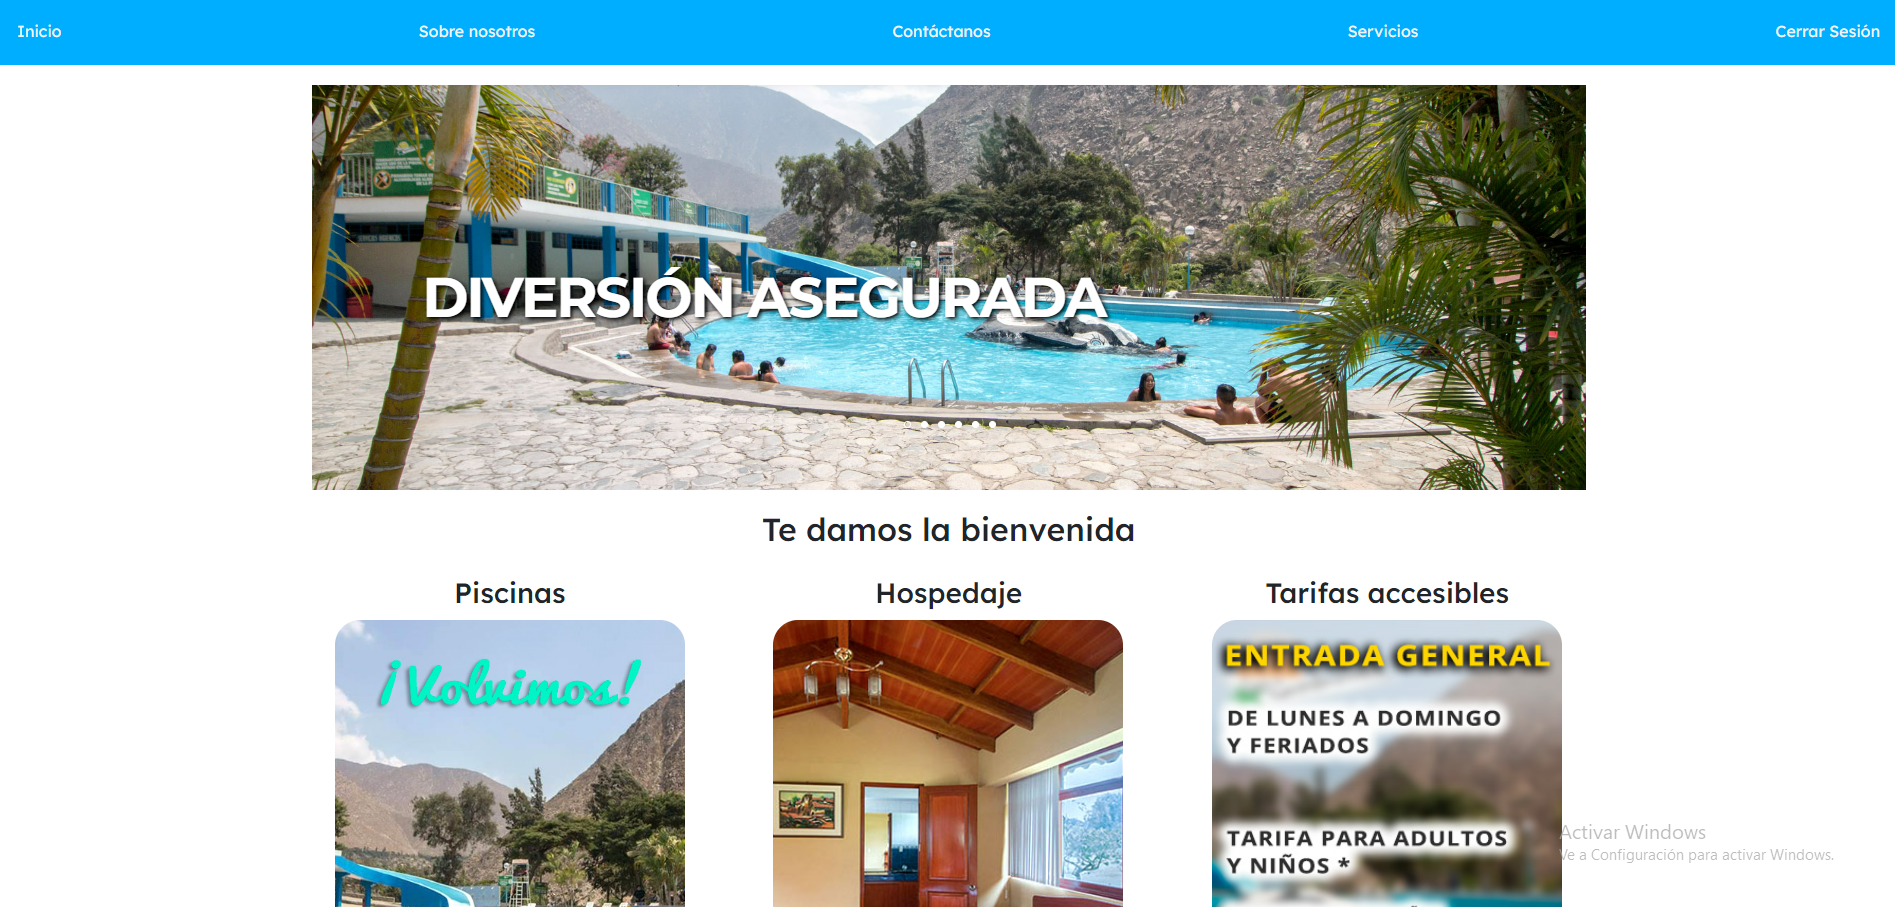 Inicio
Sobre nosotros
Contáctanos
Servicios
Cerrar Sesión
DIVERSIÓN ASEGURADA
Te damos la bienvenida
Piscinas
Hospedaje
Tarifas accesibles
¡Volvimos!
ENTRADA GENERAL
DE LUNES A DOMINGO
Y FERIADOS
TARIFA PARA ADULTOS
Y NIÑOS *
Activar Windows
Ve a Configuración para activar Windows.